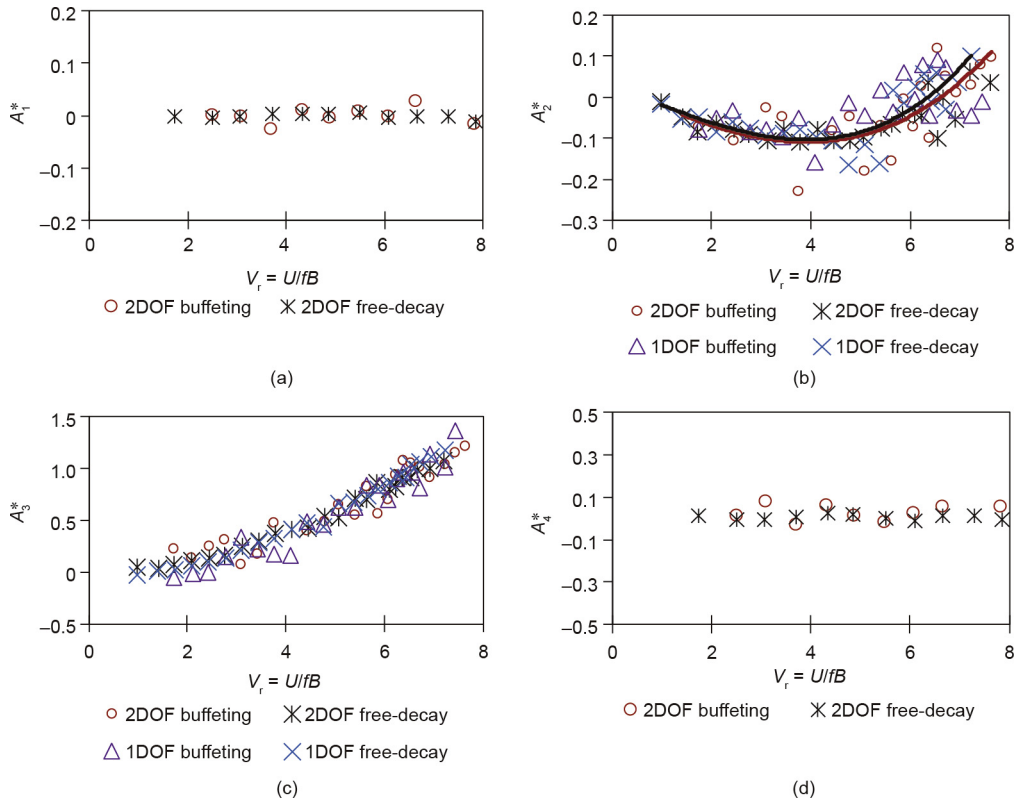 0.2
0.1
0
−0.1
−0.2
A*1
0 2 4 6 8
Vr = U/fB
2DOF buffeting 2DOF free-decay
(a)
0.2
0.1
0
−0.1
−0.2
−0.3
A*2
0 2 4 6 8
Vr = U/fB
2DOF buffeting 2DOF free-decay
1DOF buffeting 1DOF free-decay
(b)
1.5
1.0
0.5
0
−0.5
A*3
0 2 4 6 8
Vr = U/fB
2DOF buffeting 2DOF free-decay
1DOF buffeting 1DOF free-decay
(c)
0.5
0.3
0.1
−0.1
−0.3
−0.5
A*4
0 2 4 6 8
Vr = U/fB
2DOF buffeting 2DOF free-decay
(d)